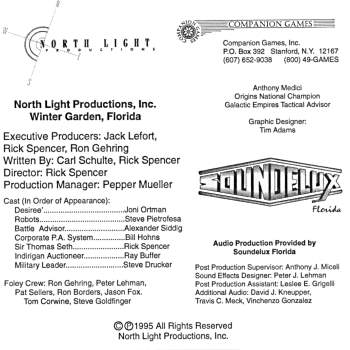 NORTH LIGHT
PRODUCTIONS
North Light Productions, Inc.
Winter Garden, Florida
Executive Producers: Jack Lefort,
Rick Spencer, Ron Gehring
Written By: Carl Schulte, Rick Spencer
Director: Rick Spencer
Production Manager: Pepper Mueller
Cast (In Order of Appearance):
Desiree'......................Joni Ortman
Robots.............................Steve Pietrofesa
Battle Advisor...................Alexander Siddig
Corporate P.A. System...........Bill Hohns
Sir Thomas Seth...................Rick Spencer
Indirigan Auctioneer..........Ray Buffer
Military Leader....................Steve Drucker
Foley Crew: Ron Gehring, Peter Lehman,
Pat Sellers, Ron Borders, Jason Fox.
Tom Corwine, Steve Goldfinger
COMPANION GAMES
Companion Games, Inc.
P.O. Box 392 Stanford, N.Y. 12167
(607) 652-9038 (800) 49-GAMES
Anthony Medici
Origins National Champion
Galactic Empires Tactical Advisor
Graphic Designer:
Tim Adams
SOUNDELUX
Florida
Audio Production Provided by
Soundelux Florida
Post Production Supervisor: Anthony J. Miceli
Sound Effects Designer: Peter J. Lehman
Post Production Assistant: Leslee E. Grigelli
Additional Audio: David J. Kneupper,
Travis C. Meck, Vinchenzo Gonzalez
©℗1995 All Rights Reserved
North Light Productions, Inc.